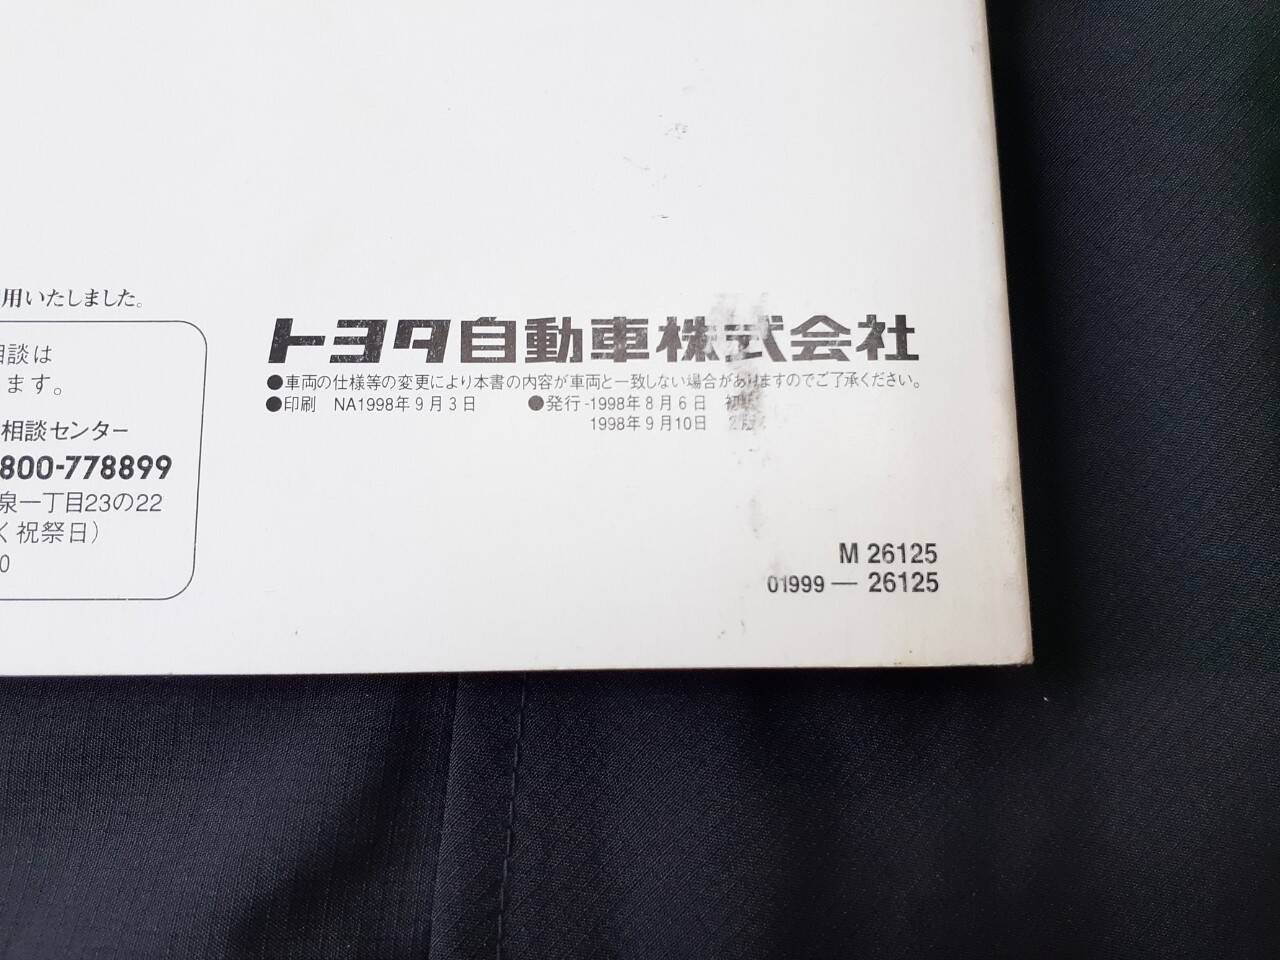 用いたしました。
相談は
ます。
相談センター
800-778899
泉一丁目23の22
く祝祭日）
0
トヨタ自動車株式会社
●車両の仕様等の変更により本書の内容が車両と一致しない場合がありますのでご了承ください。
●印刷　NA1998年9月3日　●発行-1998年8月6日　初版
1998年9月10日　2版
M 26125
01999 — 26125